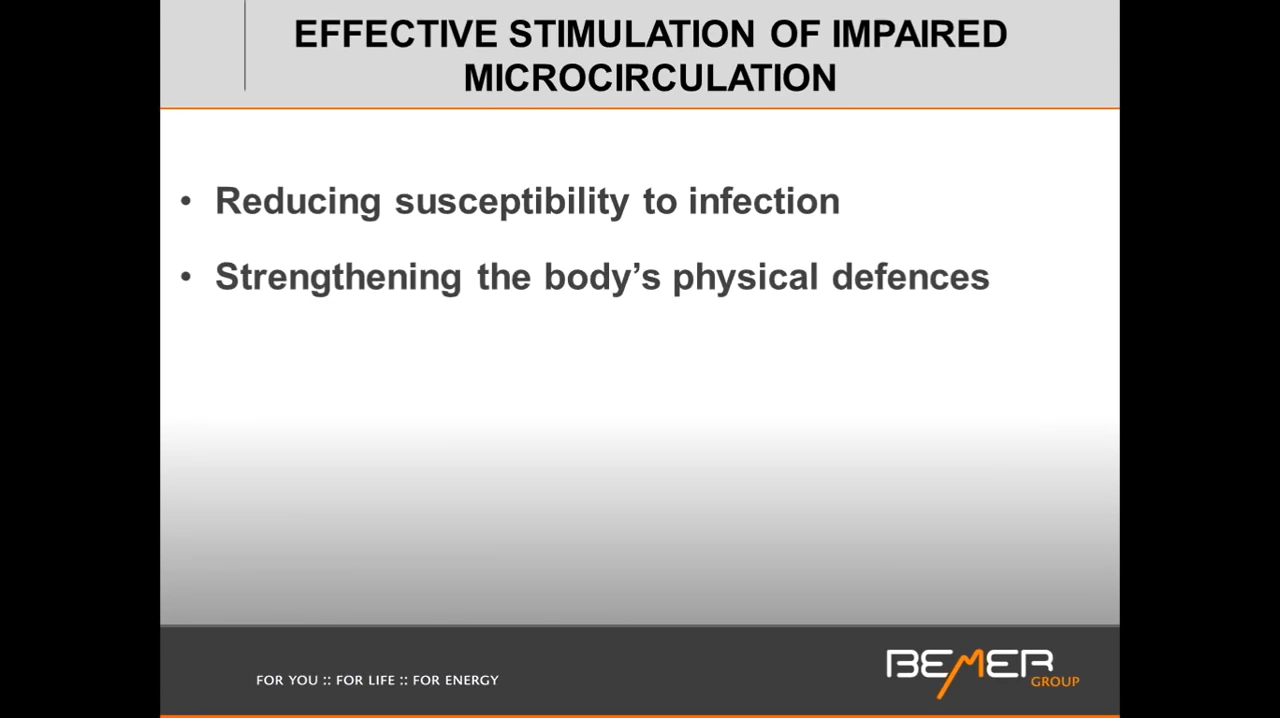 EFFECTIVE STIMULATION OF IMPAIRED
MICROCIRCULATION
• Reducing susceptibility to infection
• Strengthening the body’s physical defences
FOR YOU :: FOR LIFE :: FOR ENERGY
BEMER
GROUP